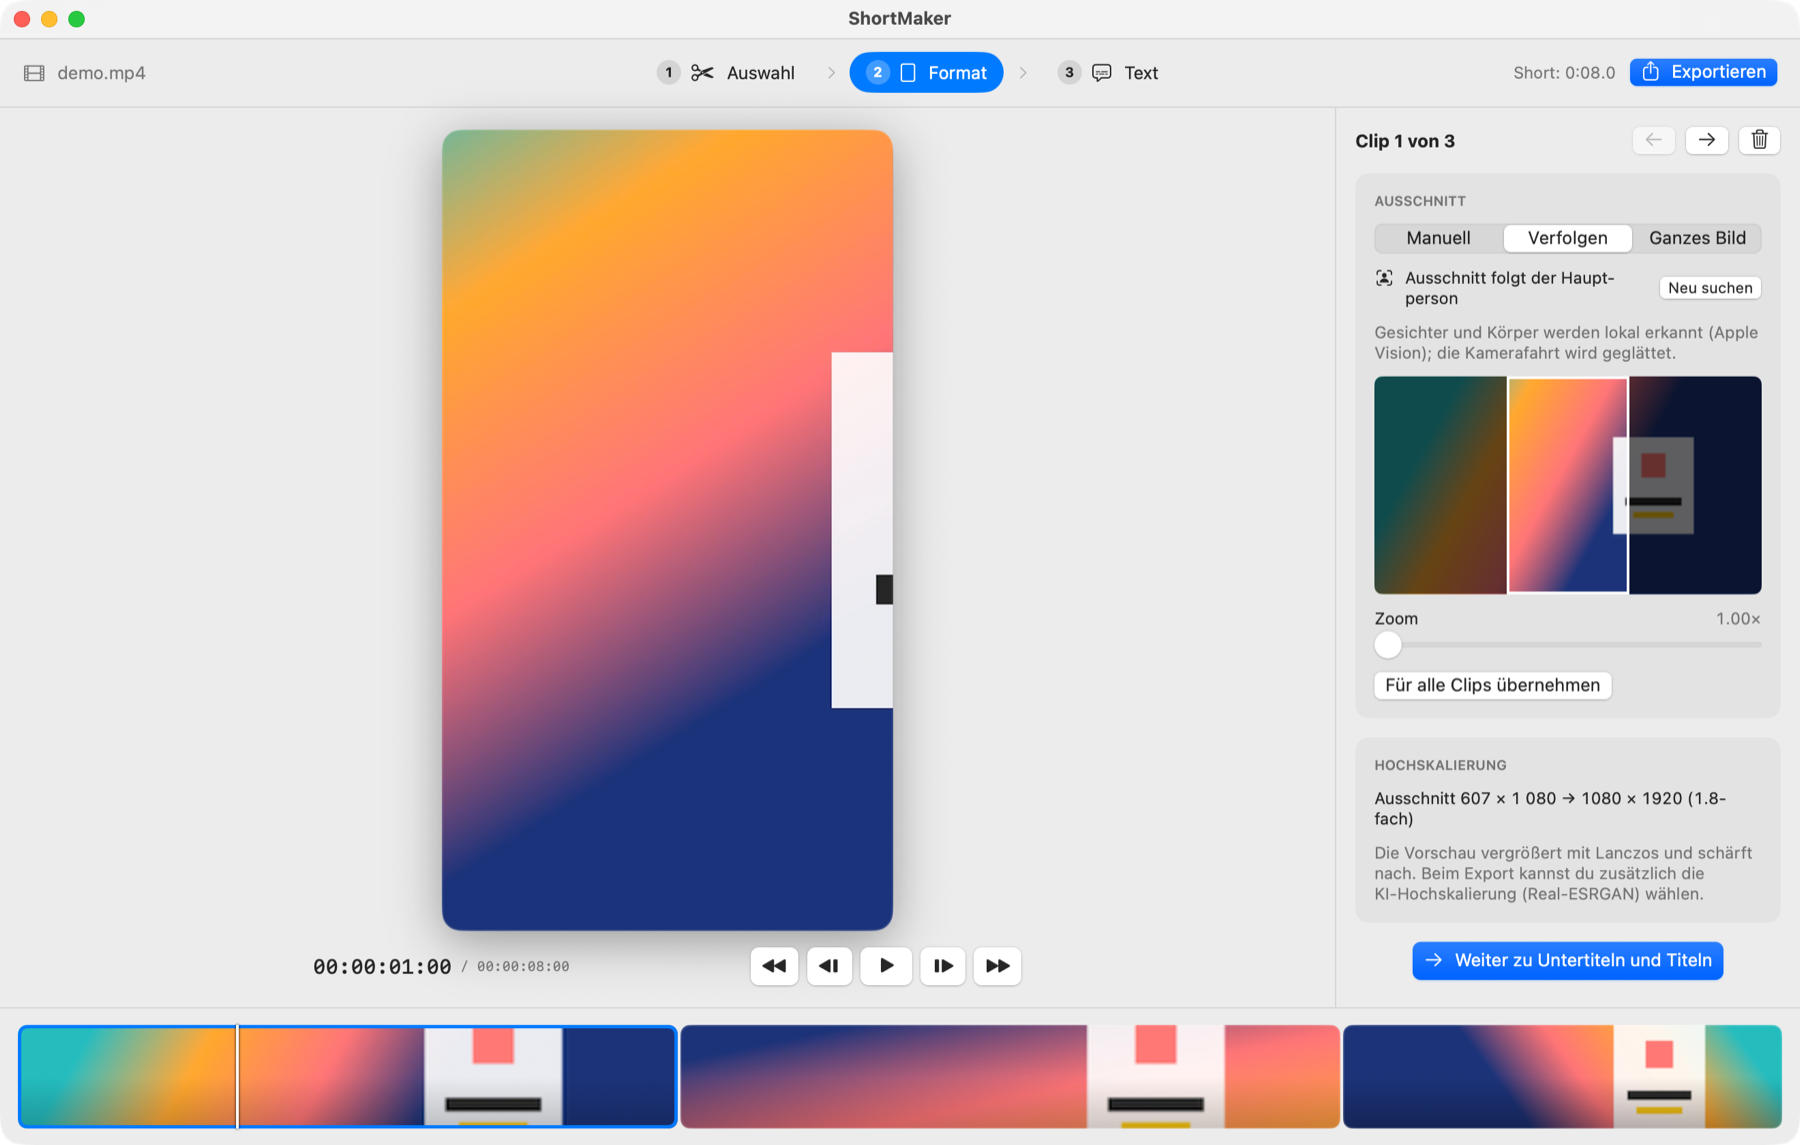 ShortMaker
demo.mp4
1 Auswahl
2 Format
3 Text
Short: 0:08.0
Exportieren
Clip 1 von 3
AUSSCHNITT
Manuell
Verfolgen
Ganzes Bild
Ausschnitt folgt der Haupt-
person
Neu suchen
Gesichter und Körper werden lokal erkannt (Apple
Vision); die Kamerafahrt wird geglättet.
Zoom
1.00×
Für alle Clips übernehmen
HOCHSKALIERUNG
Ausschnitt 607 × 1 080 → 1080 × 1920 (1.8-
fach)
Die Vorschau vergrößert mit Lanczos und schärft
nach. Beim Export kannst du zusätzlich die
KI-Hochskalierung (Real-ESRGAN) wählen.
Weiter zu Untertiteln und Titeln
00:00:01:00 / 00:00:08:00